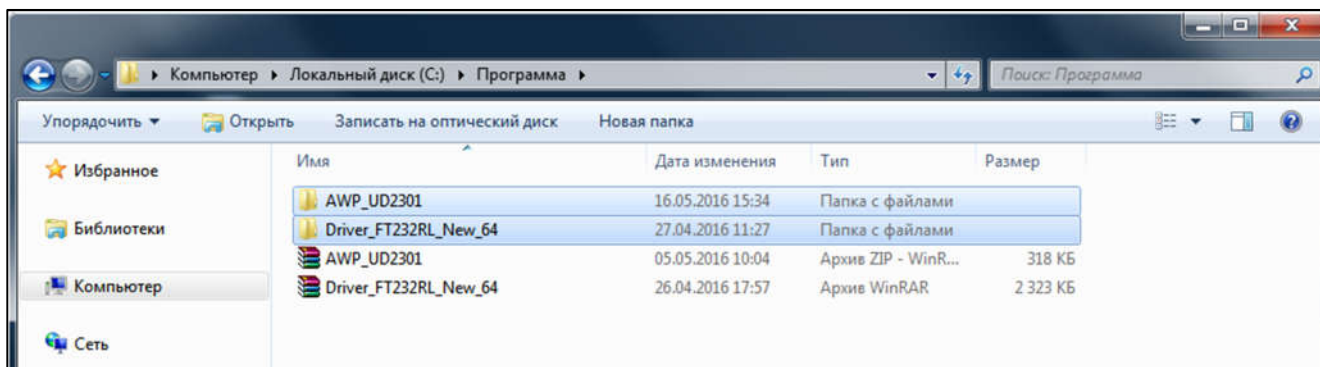 Компьютер Локальный диск (C:) Программа Поиск: Программа
Упорядочить Открыть Записать на оптический диск Новая папка
Имя Дата изменения Тип Размер
Избранное
AWP_UD2301 16.05.2016 15:34 Папка с файлами
Driver_FT232RL_New_64 27.04.2016 11:27 Папка с файлами
Библиотеки
AWP_UD2301 05.05.2016 10:04 Архив ZIP - WinR... 318 КБ
Driver_FT232RL_New_64 26.04.2016 17:57 Архив WinRAR 2 323 КБ
Компьютер
Сеть